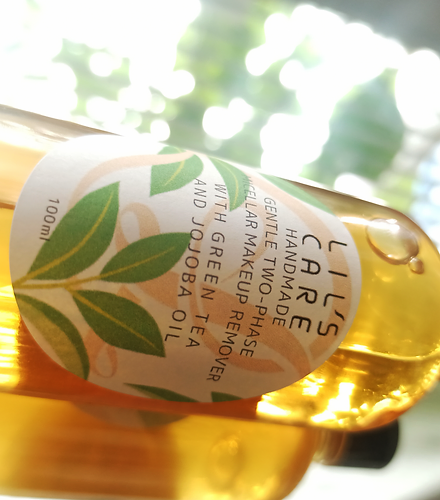 LIL'S
CARE
HANDMADE
GENTLE TWO-PHASE
MICELLAR MAKEUP REMOVER
WITH GREEN TEA
AND JOJOBA OIL
100ml